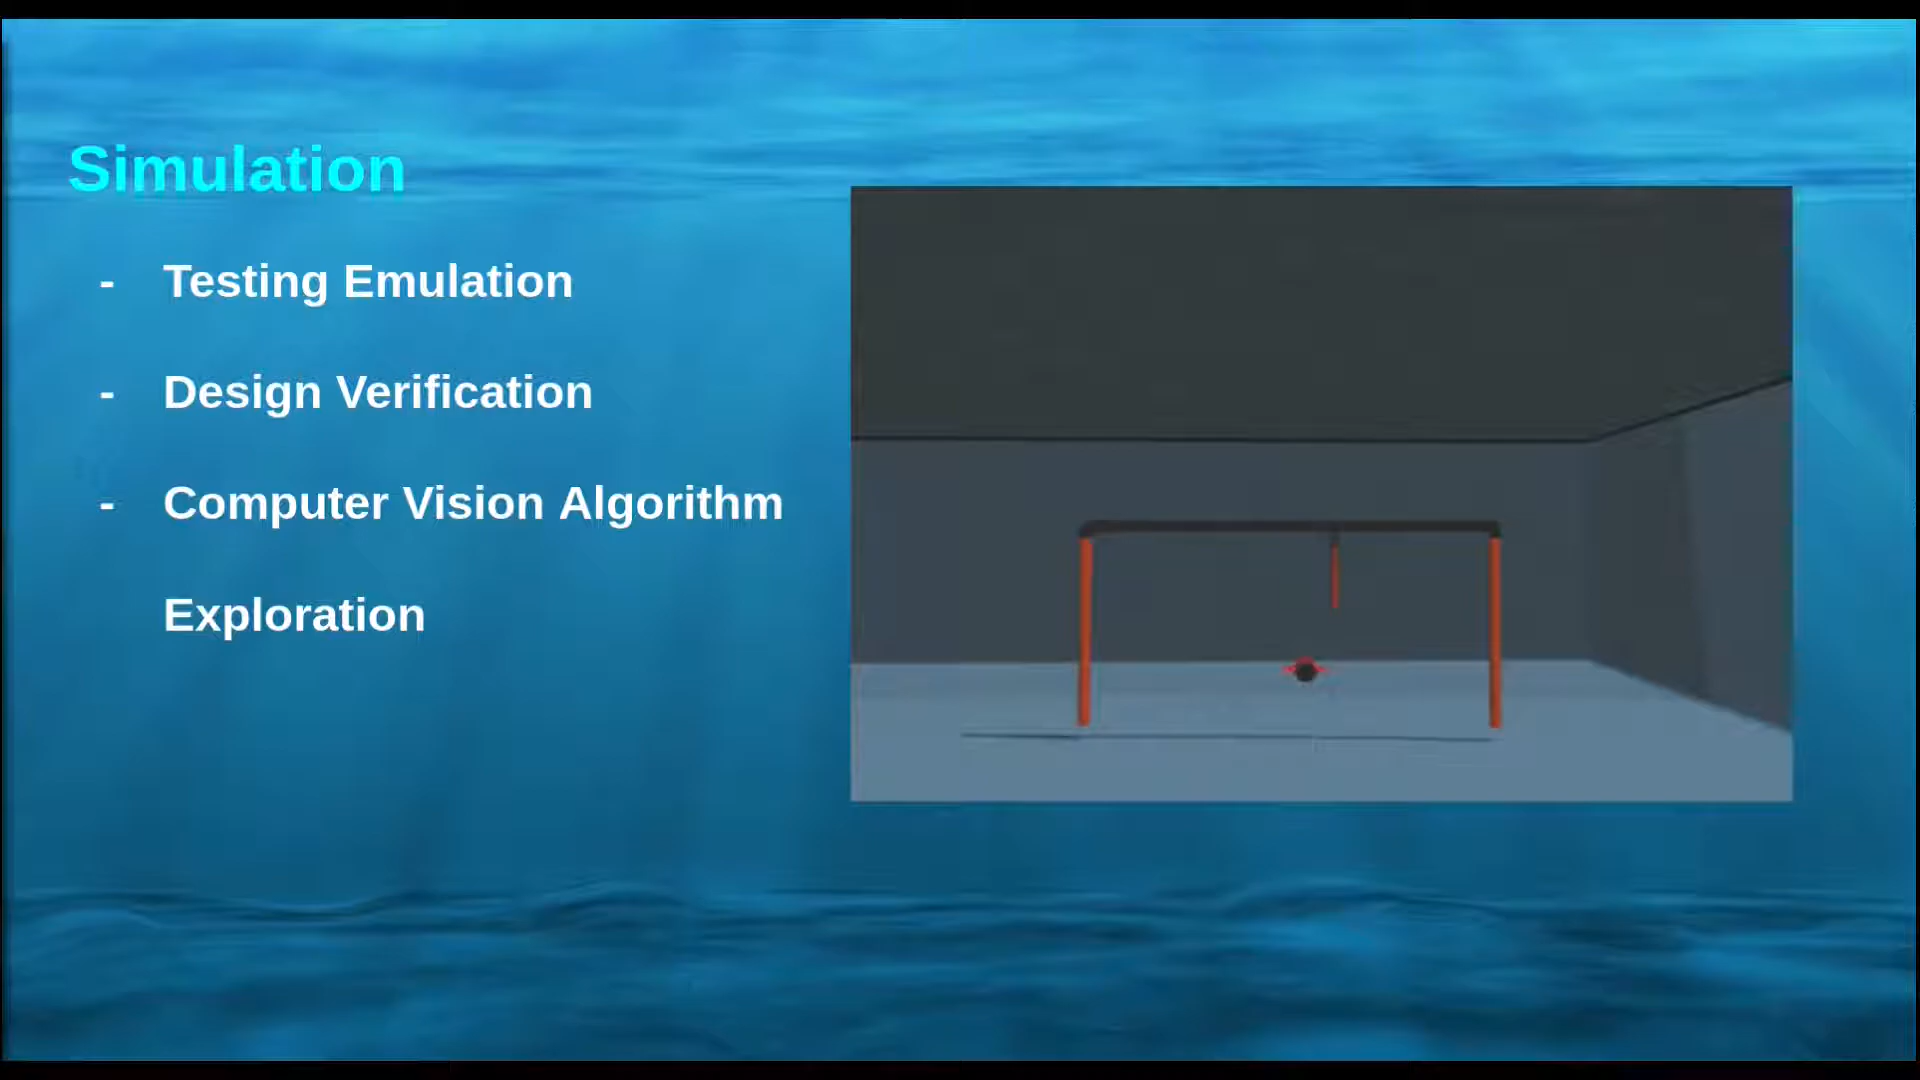 Simulation
- Testing Emulation
- Design Verification
- Computer Vision Algorithm
Exploration